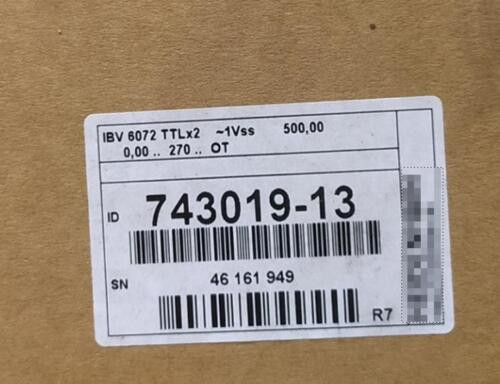 IBV 6072 TTLx2 ~1Vss 500,00
0,00 .. 270 .. OT
ID 743019-13
SN 46 161 949
R7